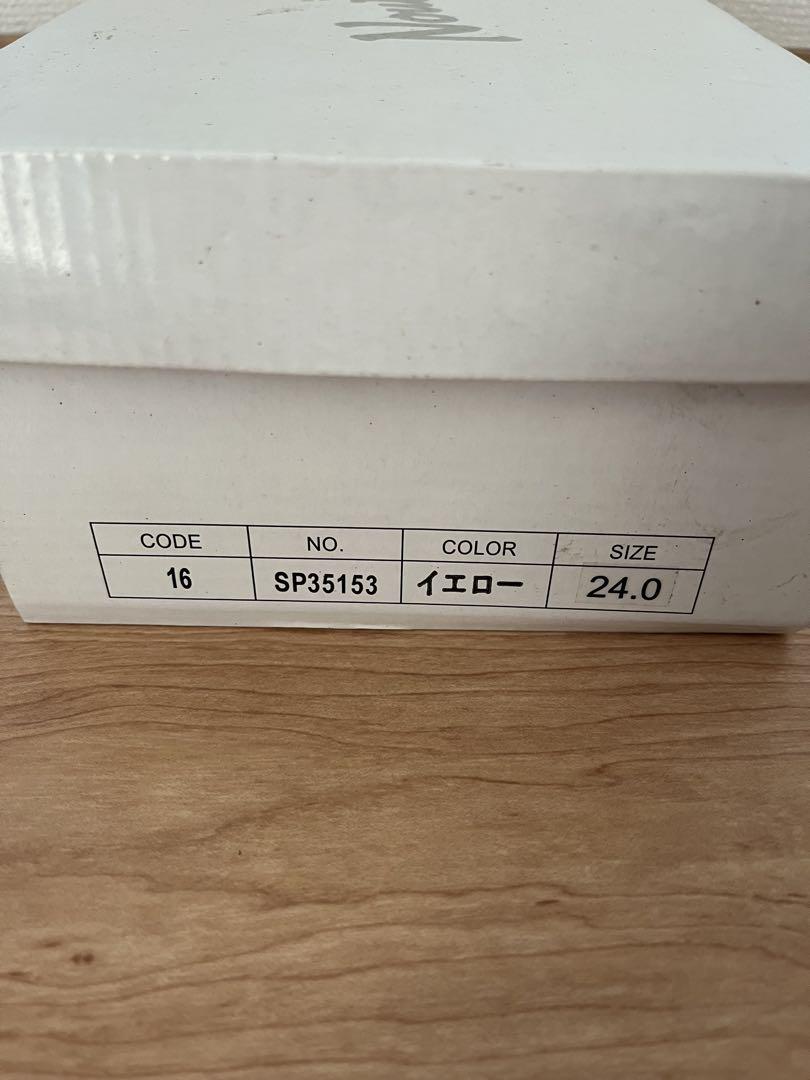 CODE NO. COLOR SIZE
16 SP35153 イエロー 24.0